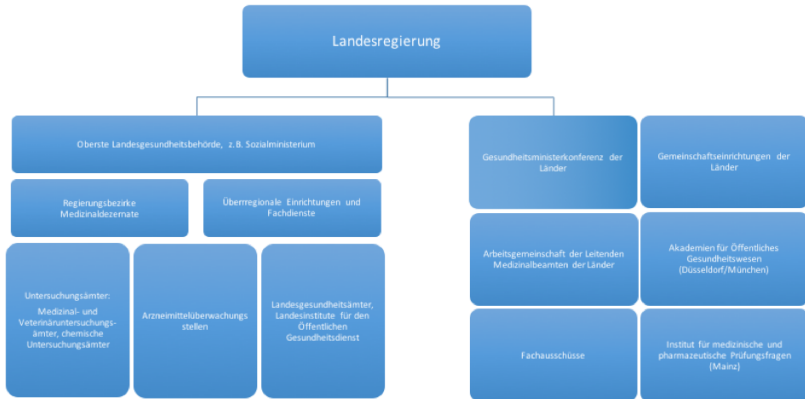 Landesregierung
Oberste Landesgesundheitsbehörde, z.B. Sozialministerium
Regierungsbezirke
Medizinaldezernate
Überregionale Einrichtungen und
Fachdienste
Untersuchungsämter:
Medizinal- und
Veterinäruntersuchungs-
ämter, chemische
Untersuchungsämter
Arzneimittelüberwachungs
stellen
Landesgesundheitsämter,
Landesinstitute für den
Öffentlichen
Gesundheitsdienst
Gesundheitsministerkonferenz der
Länder
Gemeinschaftseinrichtungen der
Länder
Arbeitsgemeinschaft der Leitenden
Medizinalbeamten der Länder
Akademien für Öffentliches
Gesundheitswesen
(Düsseldorf/München)
Fachausschüsse
Institut für medizinische und
pharmazeutische Prüfungsfragen
(Mainz)